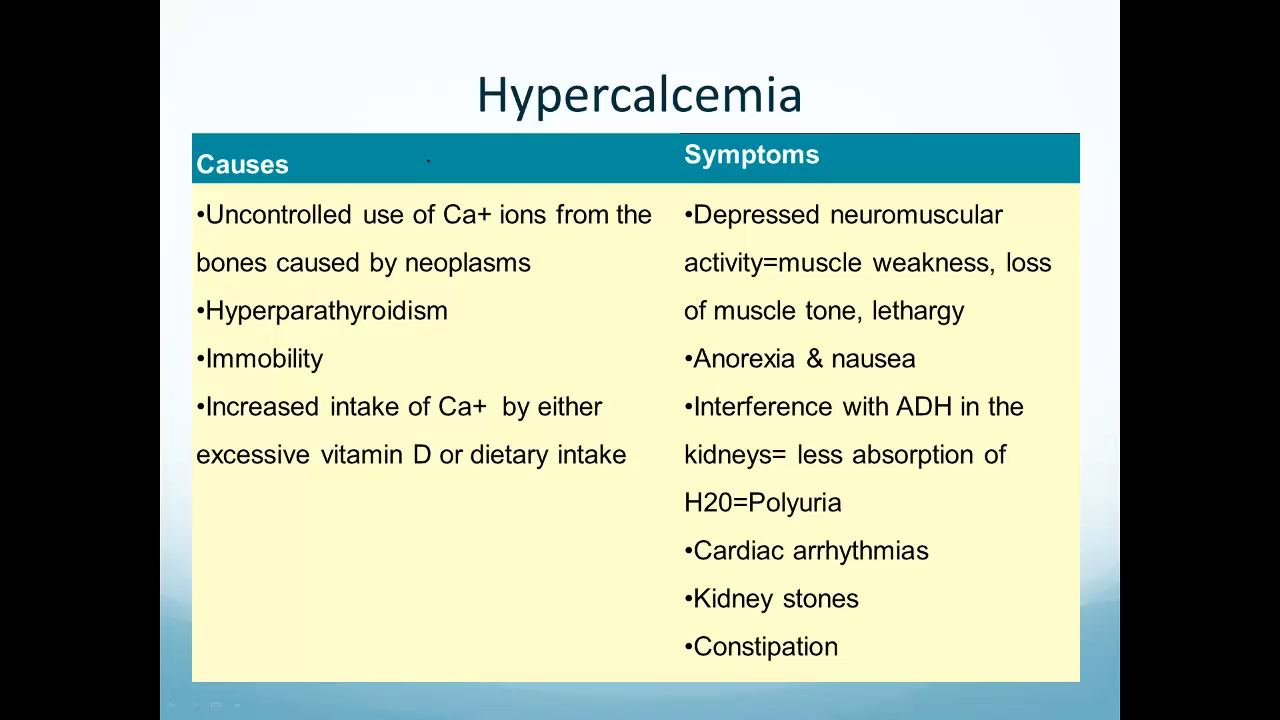 Hypercalcemia
Causes
•Uncontrolled use of Ca+ ions from the
bones caused by neoplasms
•Hyperparathyroidism
•Immobility
•Increased intake of Ca+  by either
excessive vitamin D or dietary intake
Symptoms
•Depressed neuromuscular
activity=muscle weakness, loss
of muscle tone, lethargy
•Anorexia & nausea
•Interference with ADH in the
kidneys= less absorption of
H20=Polyuria
•Cardiac arrhythmias
•Kidney stones
•Constipation